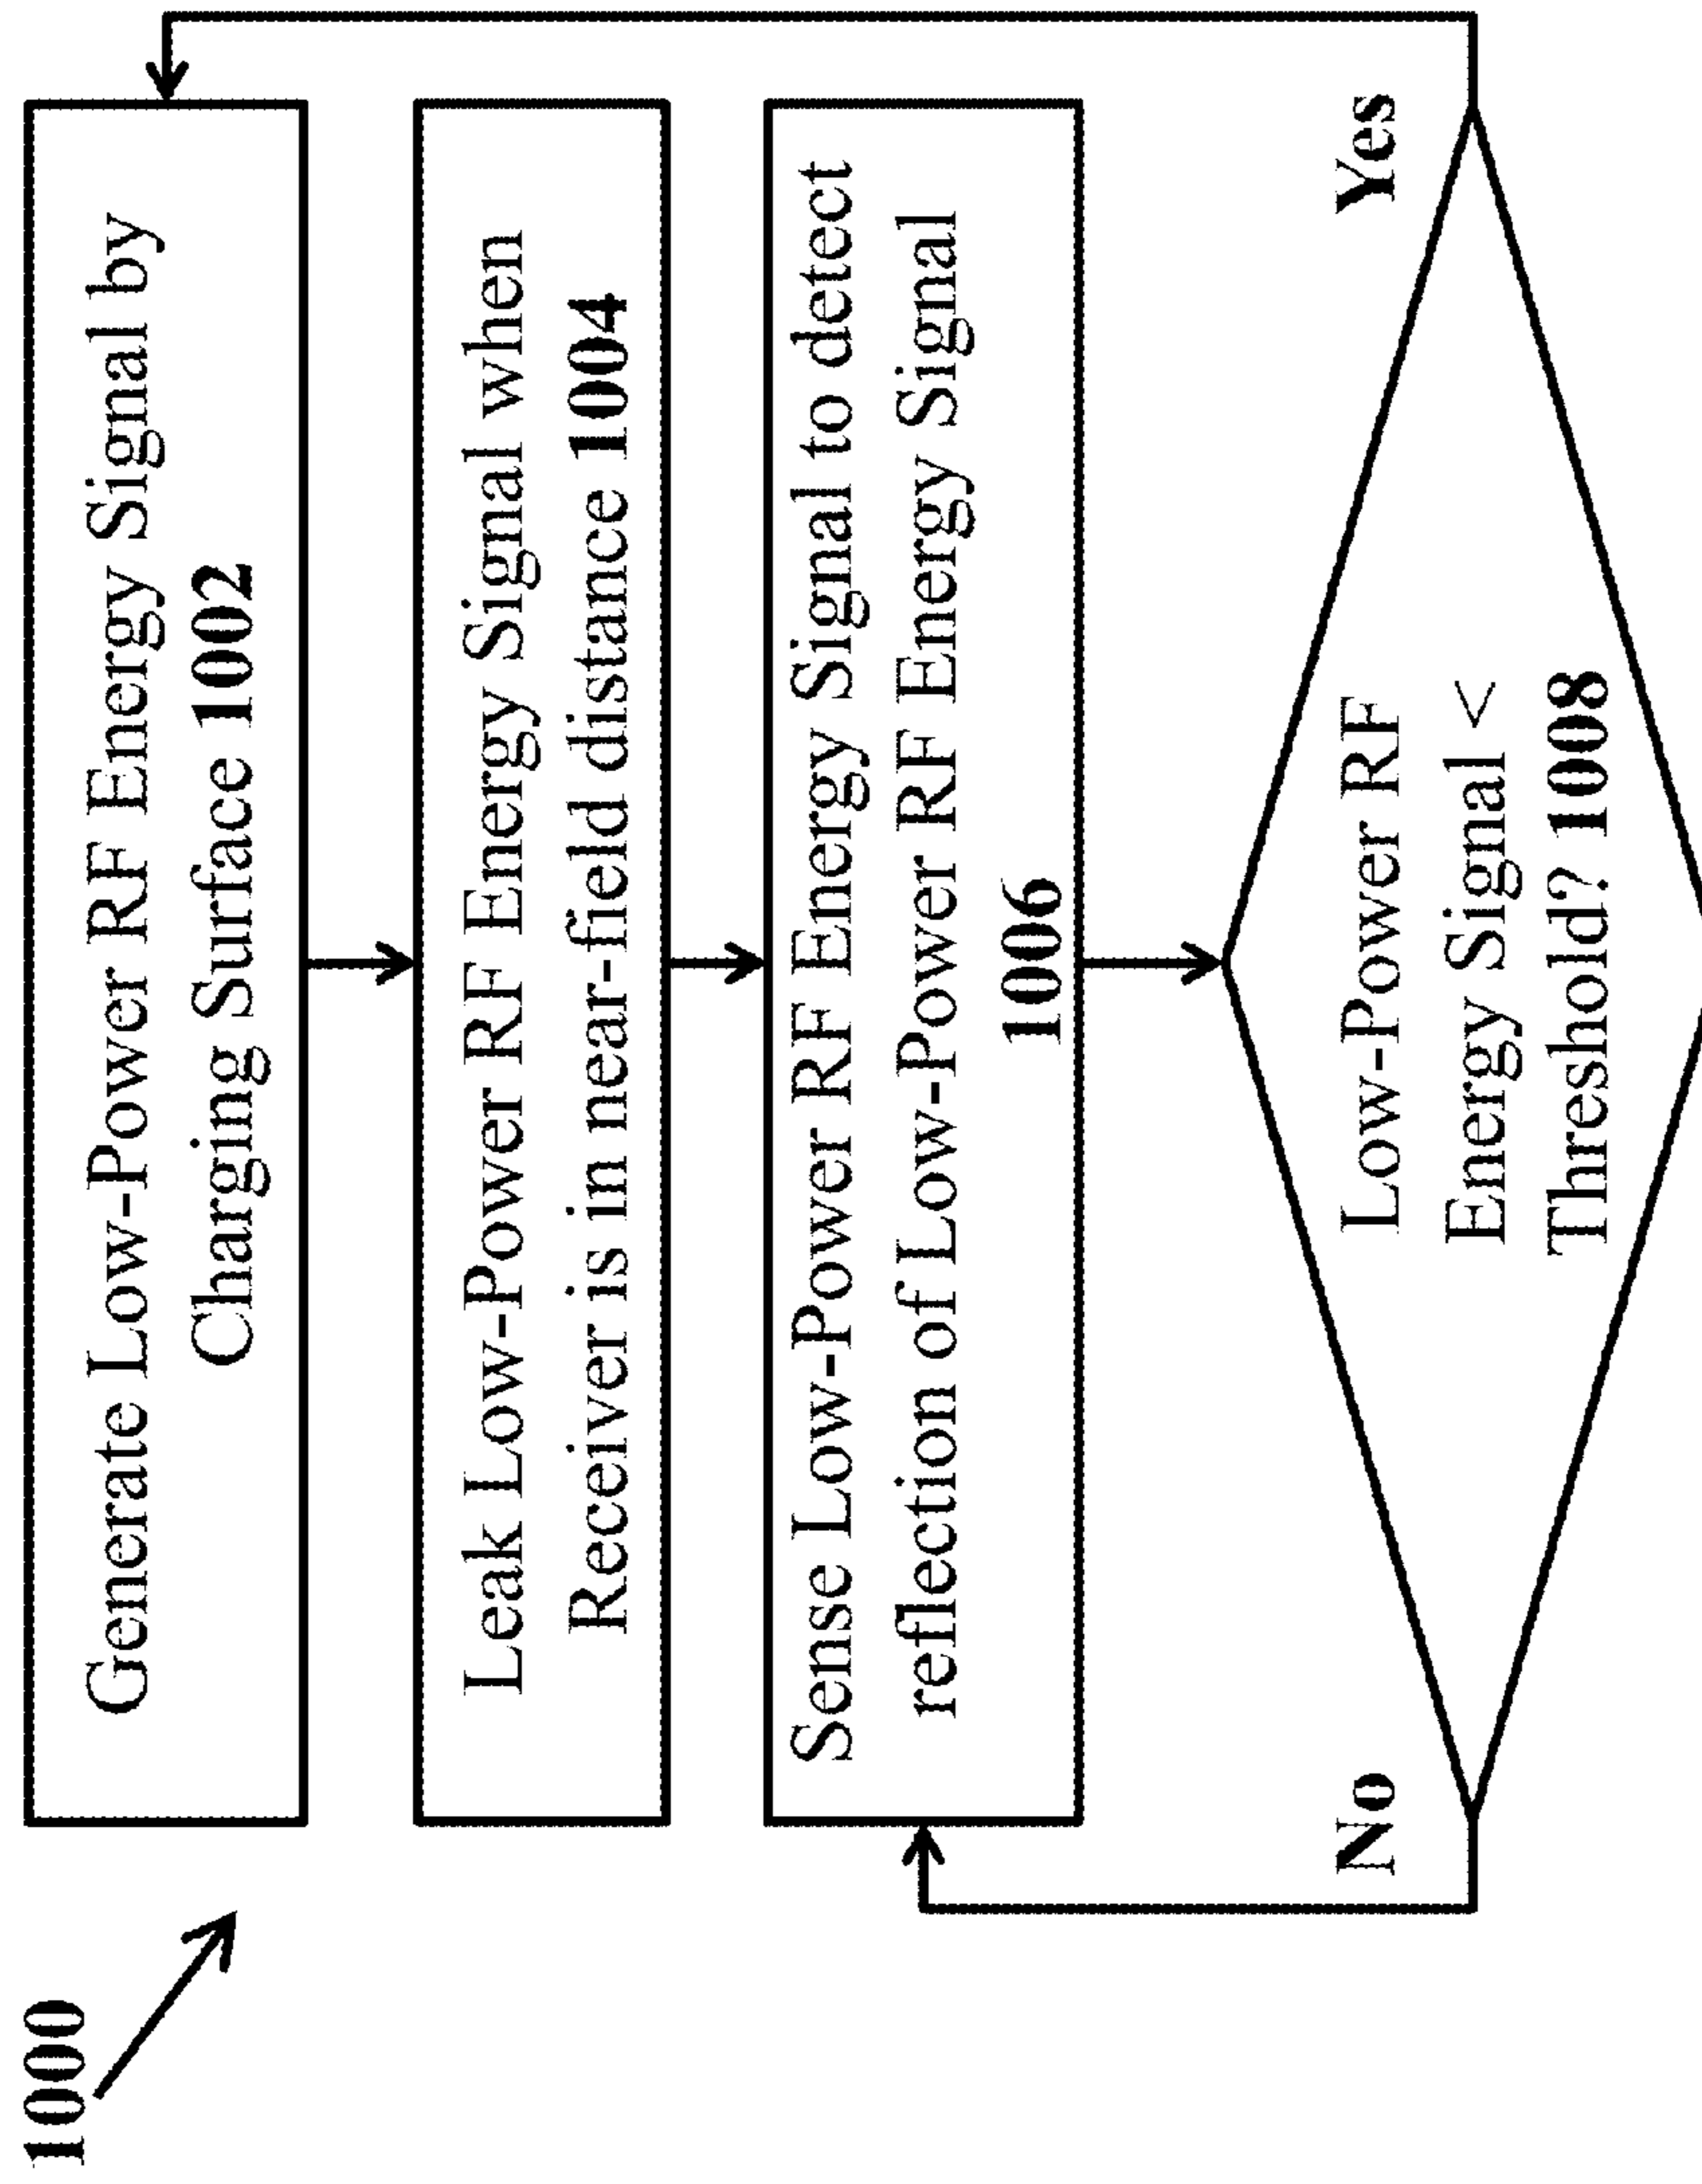 1000
Generate Low-Power RF Energy Signal by
Charging Surface 1002
Leak Low-Power RF Energy Signal when
Receiver is in near-field distance 1004
Sense Low-Power RF Energy Signal to detect
reflection of Low-Power RF Energy Signal
1006
No
Yes
Low-Power RF
Energy Signal <
Threshold? 1008